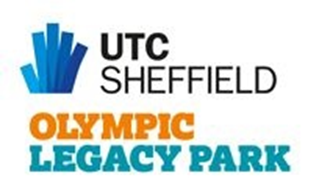 UTC
SHEFFIELD
OLYMPIC
LEGACY PARK